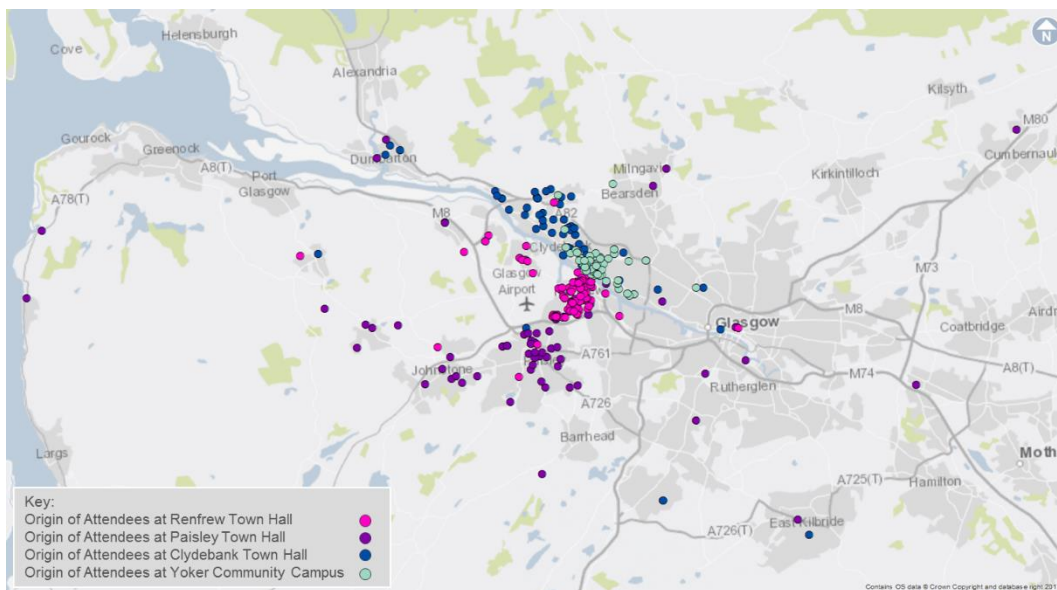 Cove
Helensburgh
N
Alexandria
Kilsyth
M80
Gourock
Greenock
A8(T)
Dumbarton
Milngavie
Cumbernauld
Kirkintilloch
Port
Glasgow
Bearsden
A78(T)
M8
A82
Clydebank
Glasgow
Airport
M73
Glasgow
M8
Coatbridge
Airdr
A761
Johnstone
Rutherglen
M74
A8(T)
A726
Barrhead
Moth
Largs
A725(T)
Hamilton
A726(T)
East Kilbride
Key:
Origin of Attendees at Renfrew Town Hall
Origin of Attendees at Paisley Town Hall
Origin of Attendees at Clydebank Town Hall
Origin of Attendees at Yoker Community Campus
Contains OS data © Crown Copyright and database right 201